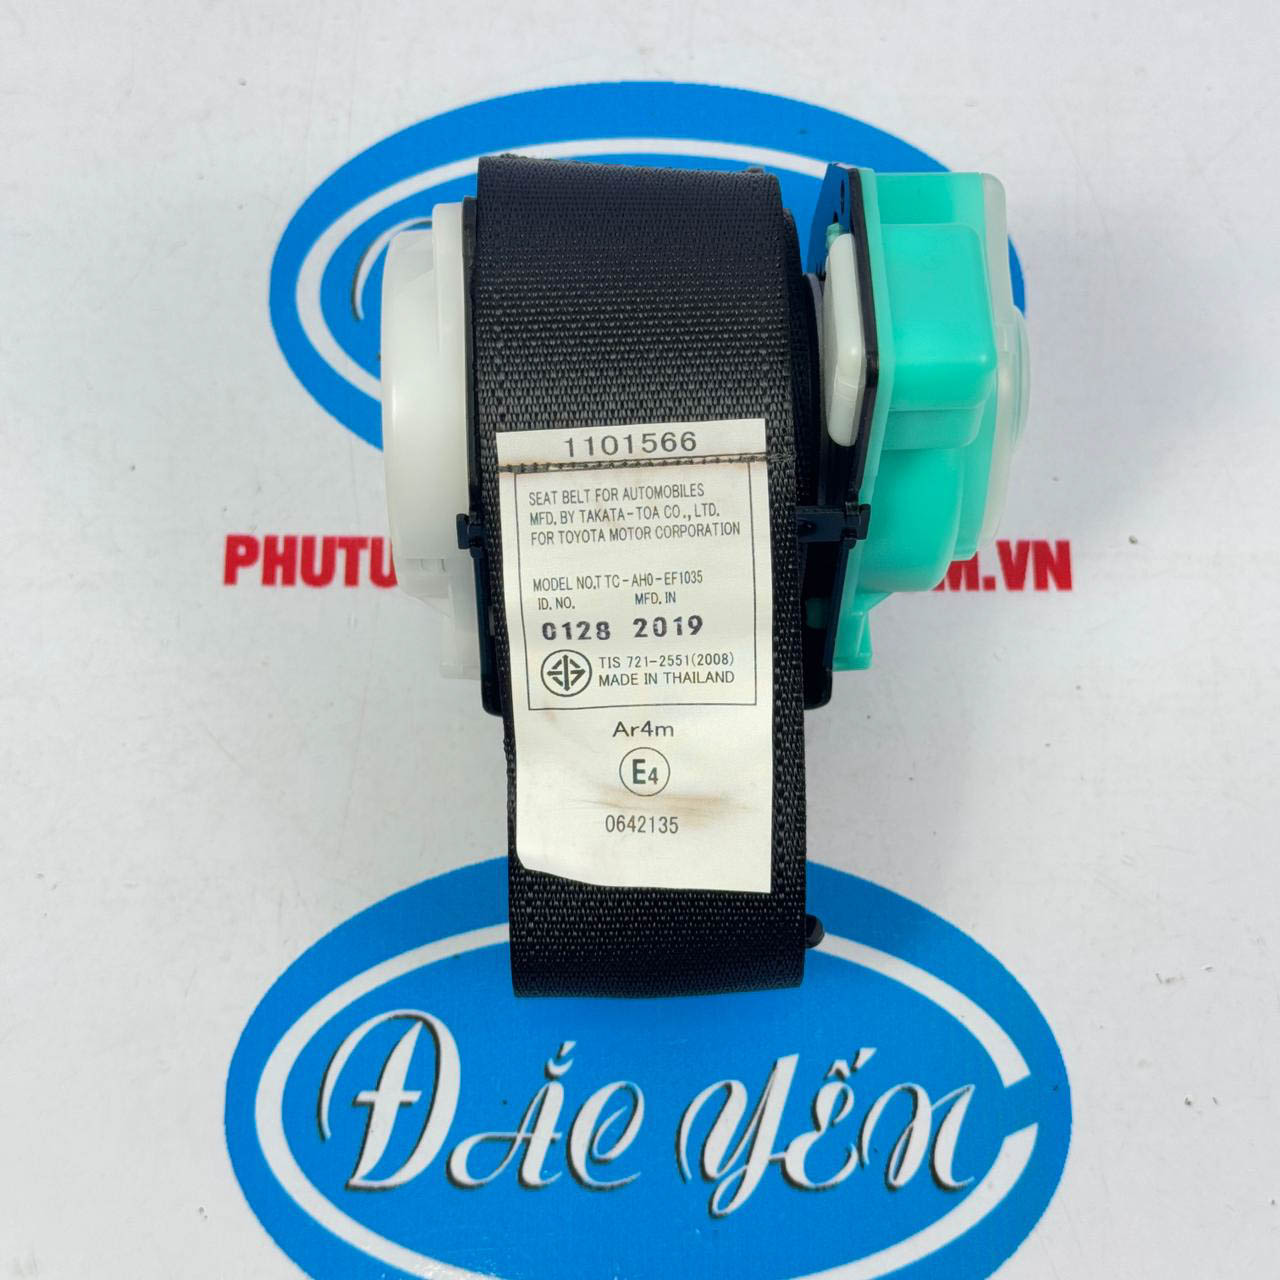 1101566
SEAT BELT FOR AUTOMOBILES
MFD. BY TAKATA-TOA CO., LTD.
FOR TOYOTA MOTOR CORPORATION
MODEL NO.TTC-AH0-EF1035
ID. NO. MFD. IN
0128 2019
TIS 721-2551(2008)
MADE IN THAILAND
Ar4m
E4
0642135
PHUTU
M.VN
ĐẮC YẾN